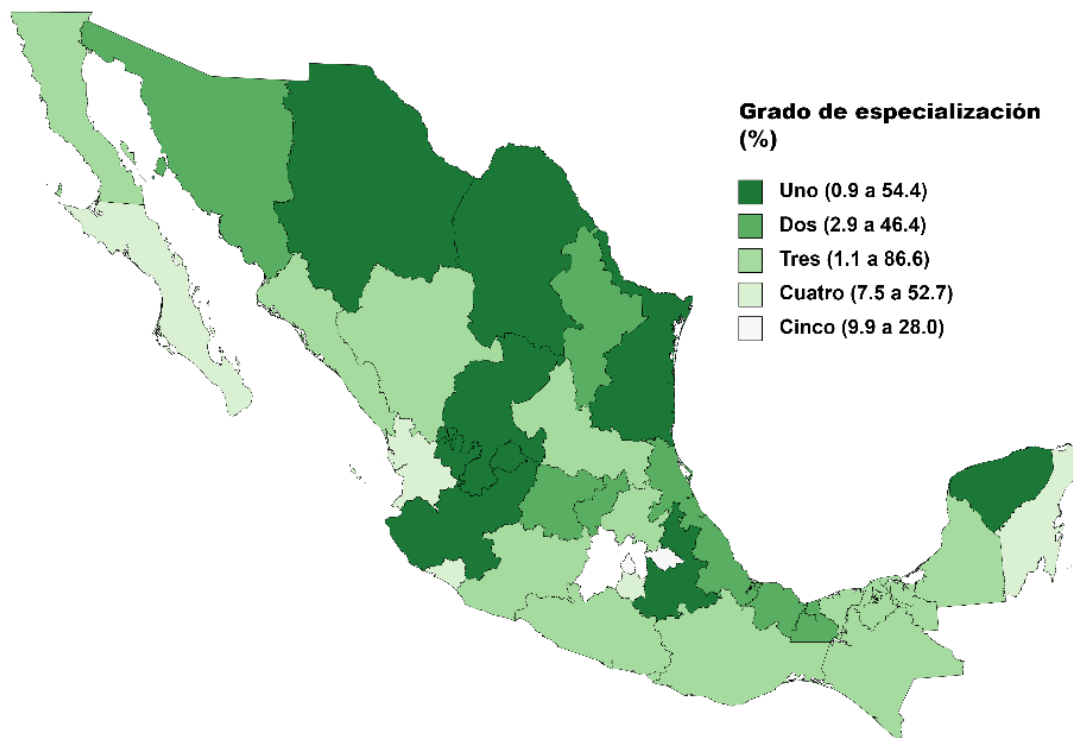 Grado de especialización
(%)
Uno (0.9 a 54.4)
Dos (2.9 a 46.4)
Tres (1.1 a 86.6)
Cuatro (7.5 a 52.7)
Cinco (9.9 a 28.0)